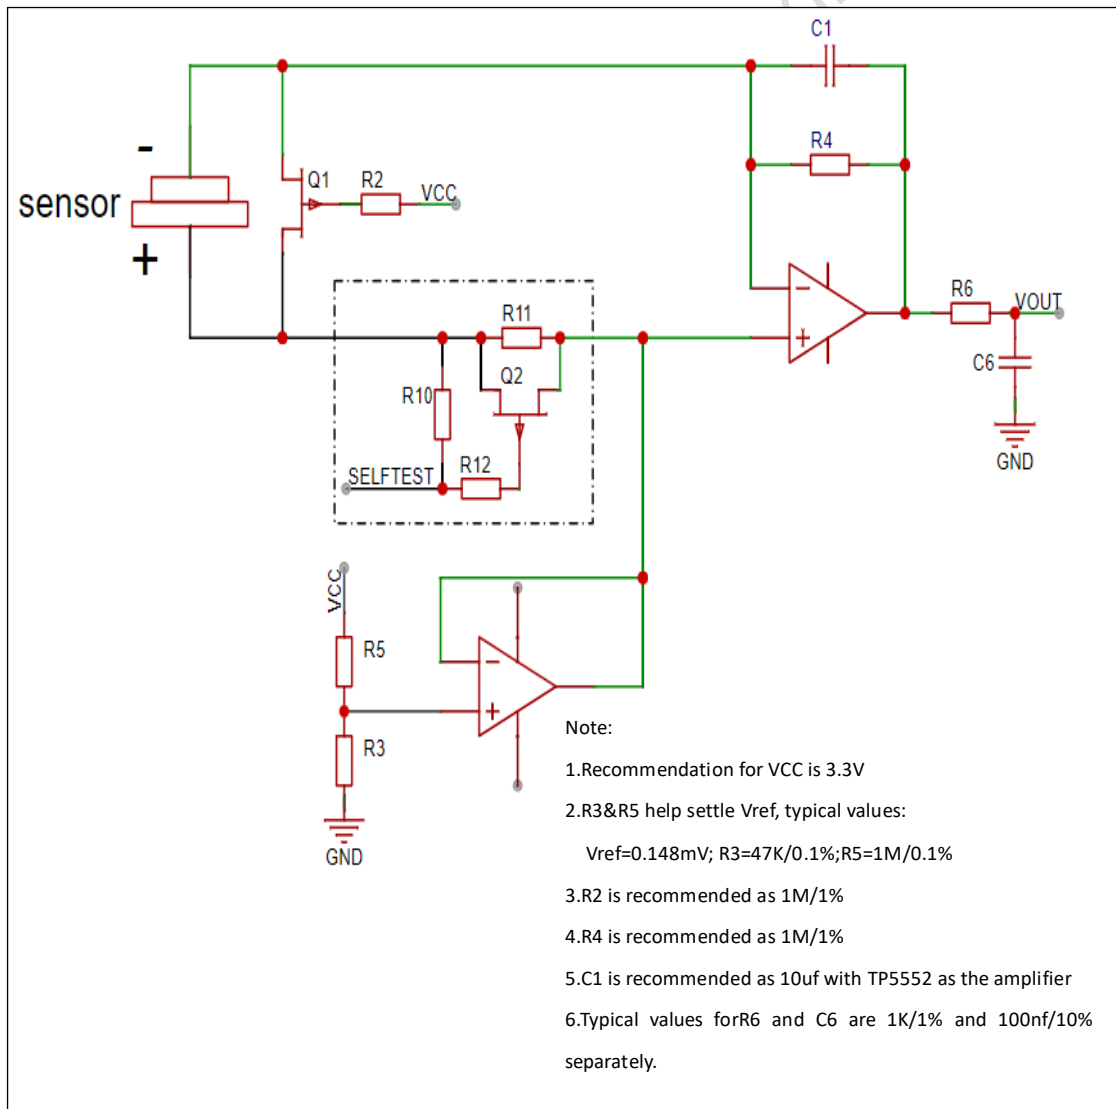 C1
R4
-
sensor
+
Q1
R2
VCC
R11
Q2
R10
R12
SELFTEST
−
+
R6
VOUT
C6
GND
VCC
R5
R3
GND
−
+
Note:
1.Recommendation for VCC is 3.3V
2.R3&R5 help settle Vref, typical values:
Vref=0.148mV; R3=47K/0.1%;R5=1M/0.1%
3.R2 is recommended as 1M/1%
4.R4 is recommended as 1M/1%
5.C1 is recommended as 10uf with TP5552 as the amplifier
6.Typical values forR6 and C6 are 1K/1% and 100nf/10%
separately.